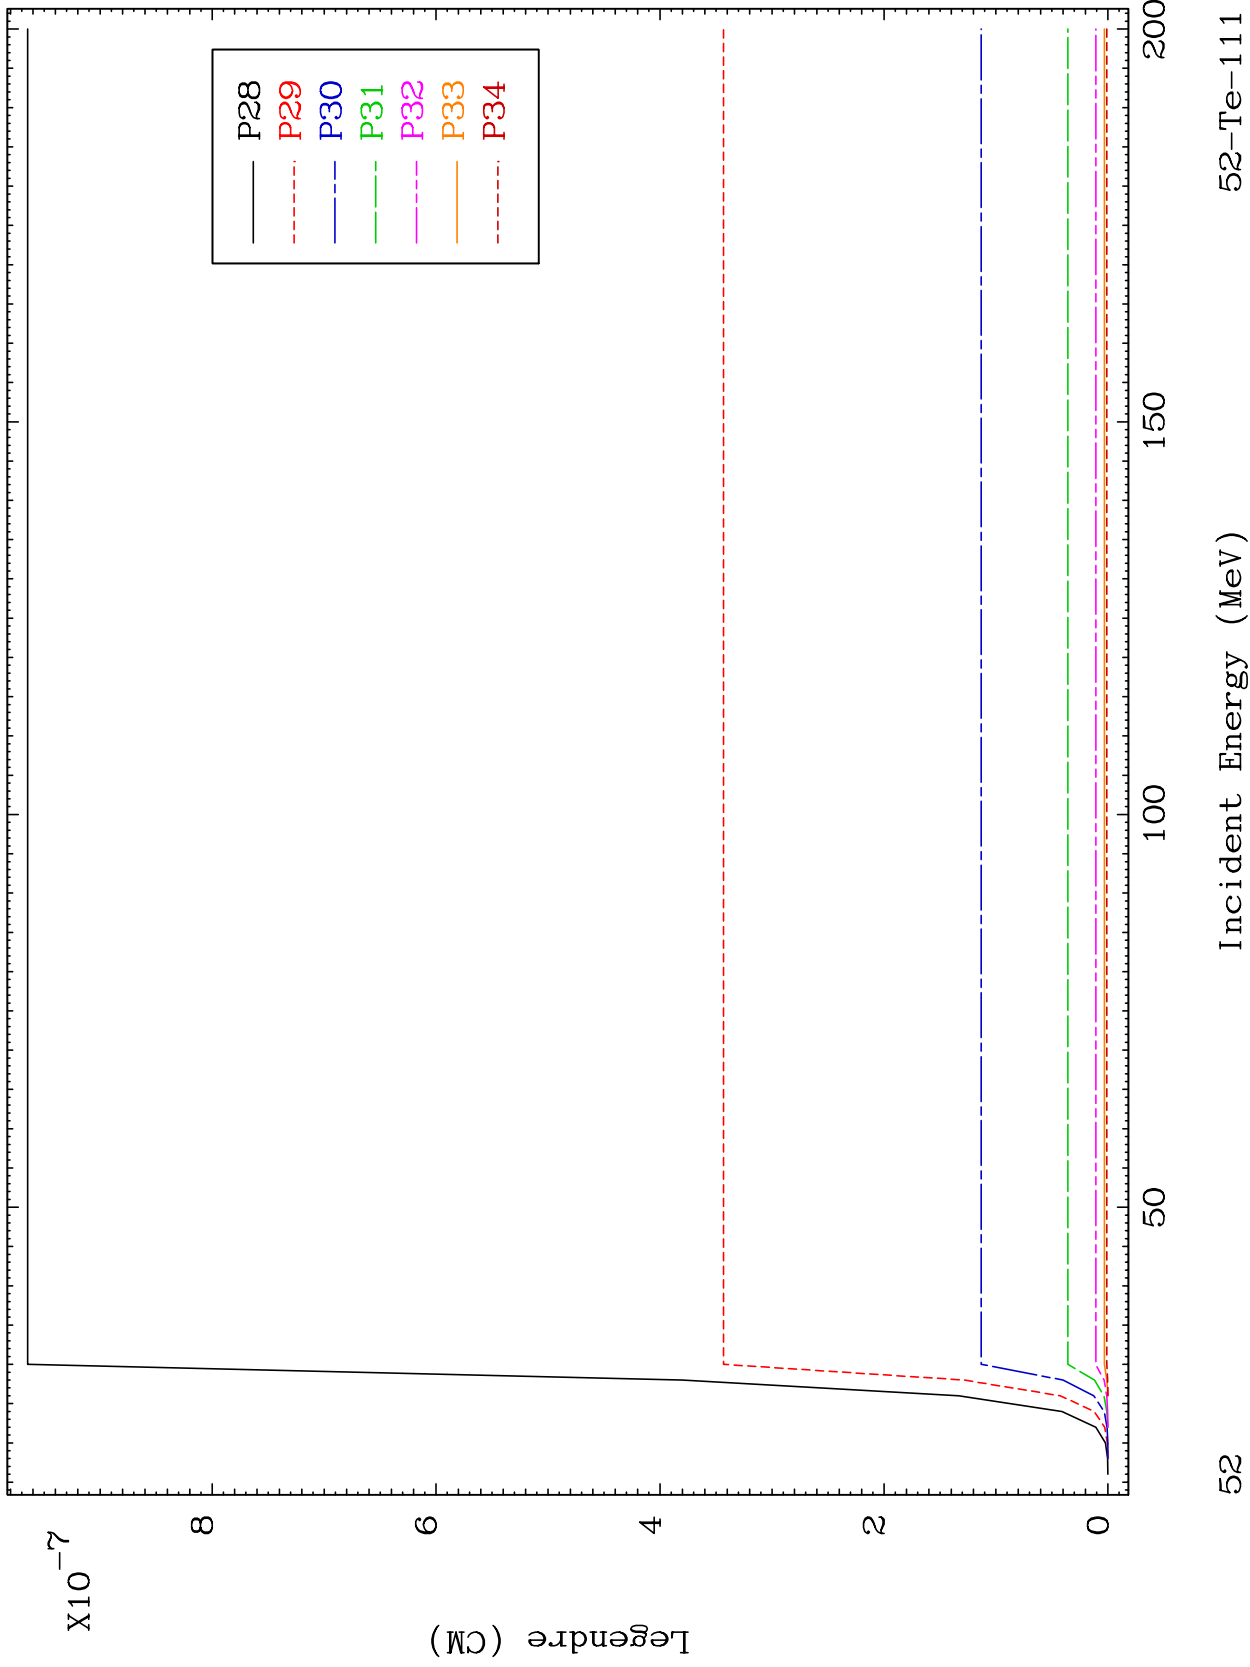 X10-7
Legendre (CM)
8
6
4
2
0
P28
P29
P30
P31
P32
P33
P34
50
100
150
200
52
Incident Energy (MeV)
52-Te-111